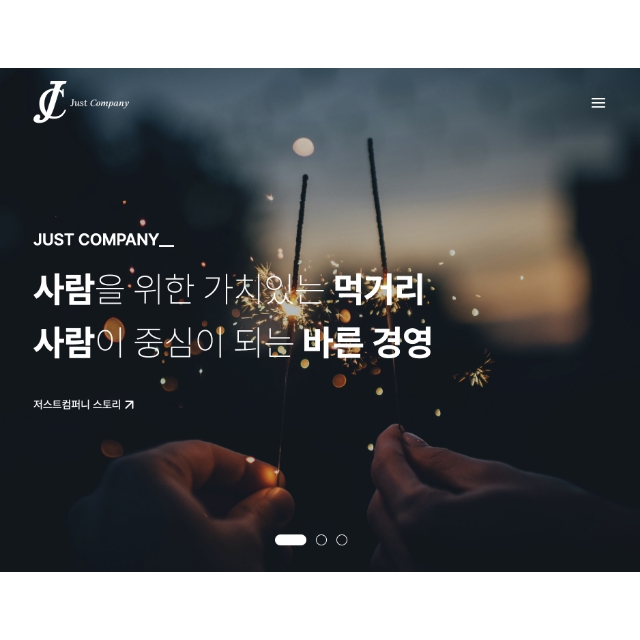 JC Just Company
JUST COMPANY_
사람을 위한 가치있는 먹거리
사람이 중심이 되는 바른 경영
저스트컴퍼니 스토리